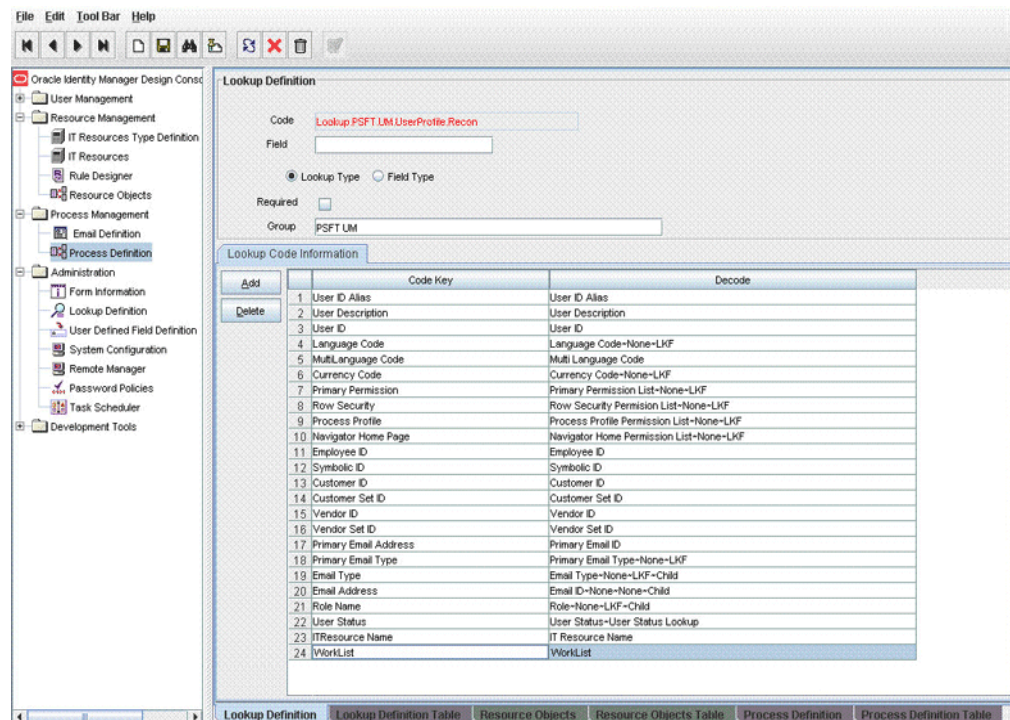 File Edit Tool Bar Help
Oracle Identity Manager Design Consc
User Management
Resource Management
IT Resources Type Definition
IT Resources
Rule Designer
Resource Objects
Process Management
Email Definition
Process Definition
Administration
Form Information
Lookup Definition
User Defined Field Definition
System Configuration
Remote Manager
Password Policies
Task Scheduler
Development Tools
Lookup Definition
Code Lookup.PSFT.UM.UserProfile.Recon
Field
Lookup Type Field Type
Required
Group PSFT UM
Lookup Code Information
Add
Delete
Code Key Decode
1 User ID Alias User ID Alias
2 User Description User Description
3 User ID User ID
4 Language Code Language Code~None~LKF
5 MultiLanguage Code Multi Language Code
6 Currency Code Currency Code~None~LKF
7 Primary Permission Primary Permission List~None~LKF
8 Row Security Row Security Permision List~None~LKF
9 Process Profile Process Profile Permission List~None~LKF
10 Navigator Home Page Navigator Home Permission List~None~LKF
11 Employee ID Employee ID
12 Symbolic ID Symbolic ID
13 Customer ID Customer ID
14 Customer Set ID Customer Set ID
15 Vendor ID Vendor ID
16 Vendor Set ID Vendor Set ID
17 Primary Email Address Primary Email ID
18 Primary Email Type Primary Email Type~None~LKF
19 Email Type Email Type~None~LKF~Child
20 Email Address Email ID~None~None~Child
21 Role Name Role~None~LKF~Child
22 User Status User Status~User Status Lookup
23 ITResource Name IT Resource Name
24 WorkList WorkList
Lookup Definition Lookup Definition Table Resource Objects Resource Objects Table Process Definition Process Definition Table